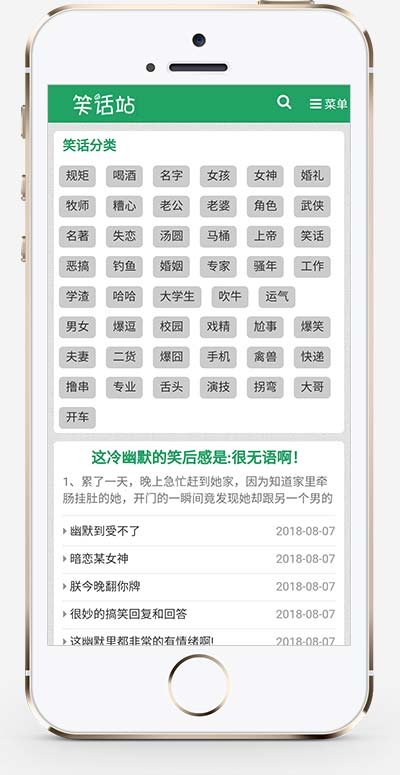 笑话站 菜单
笑话分类
规矩 喝酒 名字 女孩 女神 婚礼
牧师 糟心 老公 老婆 角色 武侠
名著 失恋 汤圆 马桶 上帝 笑话
恶搞 钓鱼 婚姻 专家 骚年 工作
学渣 哈哈 大学生 吹牛 运气
男女 爆逗 校园 戏精 尬事 爆笑
夫妻 二货 爆囧 手机 禽兽 快递
撸串 专业 舌头 演技 拐弯 大哥
开车
这冷幽默的笑后感是:很无语啊!
1、累了一天，晚上急忙赶到她家，因为知道家里牵
肠挂肚的她，开门的一瞬间竟发现她却跟另一个男的
幽默到受不了 2018-08-07
暗恋某女神 2018-08-07
朕今晚翻你牌 2018-08-07
很妙的搞笑回复和回答 2018-08-07
这幽默里都非常的有情绪啊! 2018-08-07